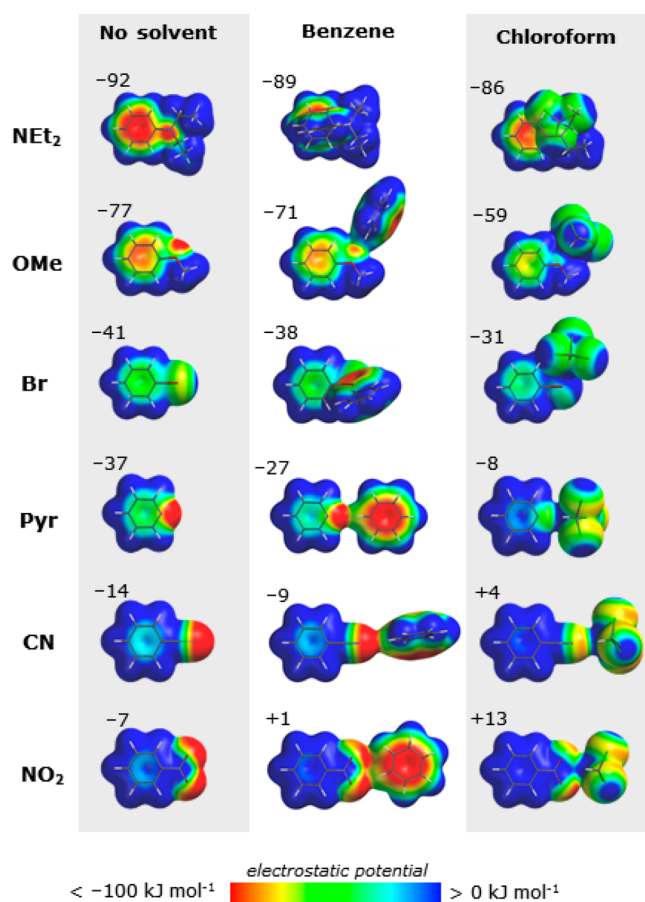 No solvent Benzene Chloroform
−92 −89 −86
NEt₂
−77 −71 −59
OMe
−41 −38 −31
Br
−37 −27 −8
Pyr
−14 −9 +4
CN
−7 +1 +13
NO₂
electrostatic potential
< −100 kJ mol⁻¹ > 0 kJ mol⁻¹